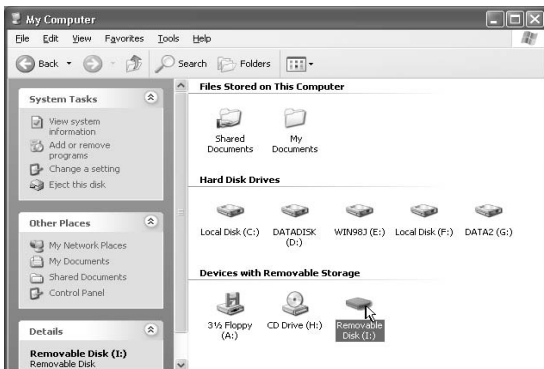 My Computer
File Edit View Favorites Tools Help
Back Search Folders
System Tasks
View system
information
Add or remove
programs
Change a setting
Eject this disk
Other Places
My Network Places
My Documents
Shared Documents
Control Panel
Details
Removable Disk (I:)
Removable Disk
Files Stored on This Computer
Shared
Documents
My
Documents
Hard Disk Drives
Local Disk (C:) DATADISK
(D:) WIN98J (E:) Local Disk (F:) DATA2 (G:)
Devices with Removable Storage
3½ Floppy
(A:)
CD Drive (H:)
Removable
Disk (I:)